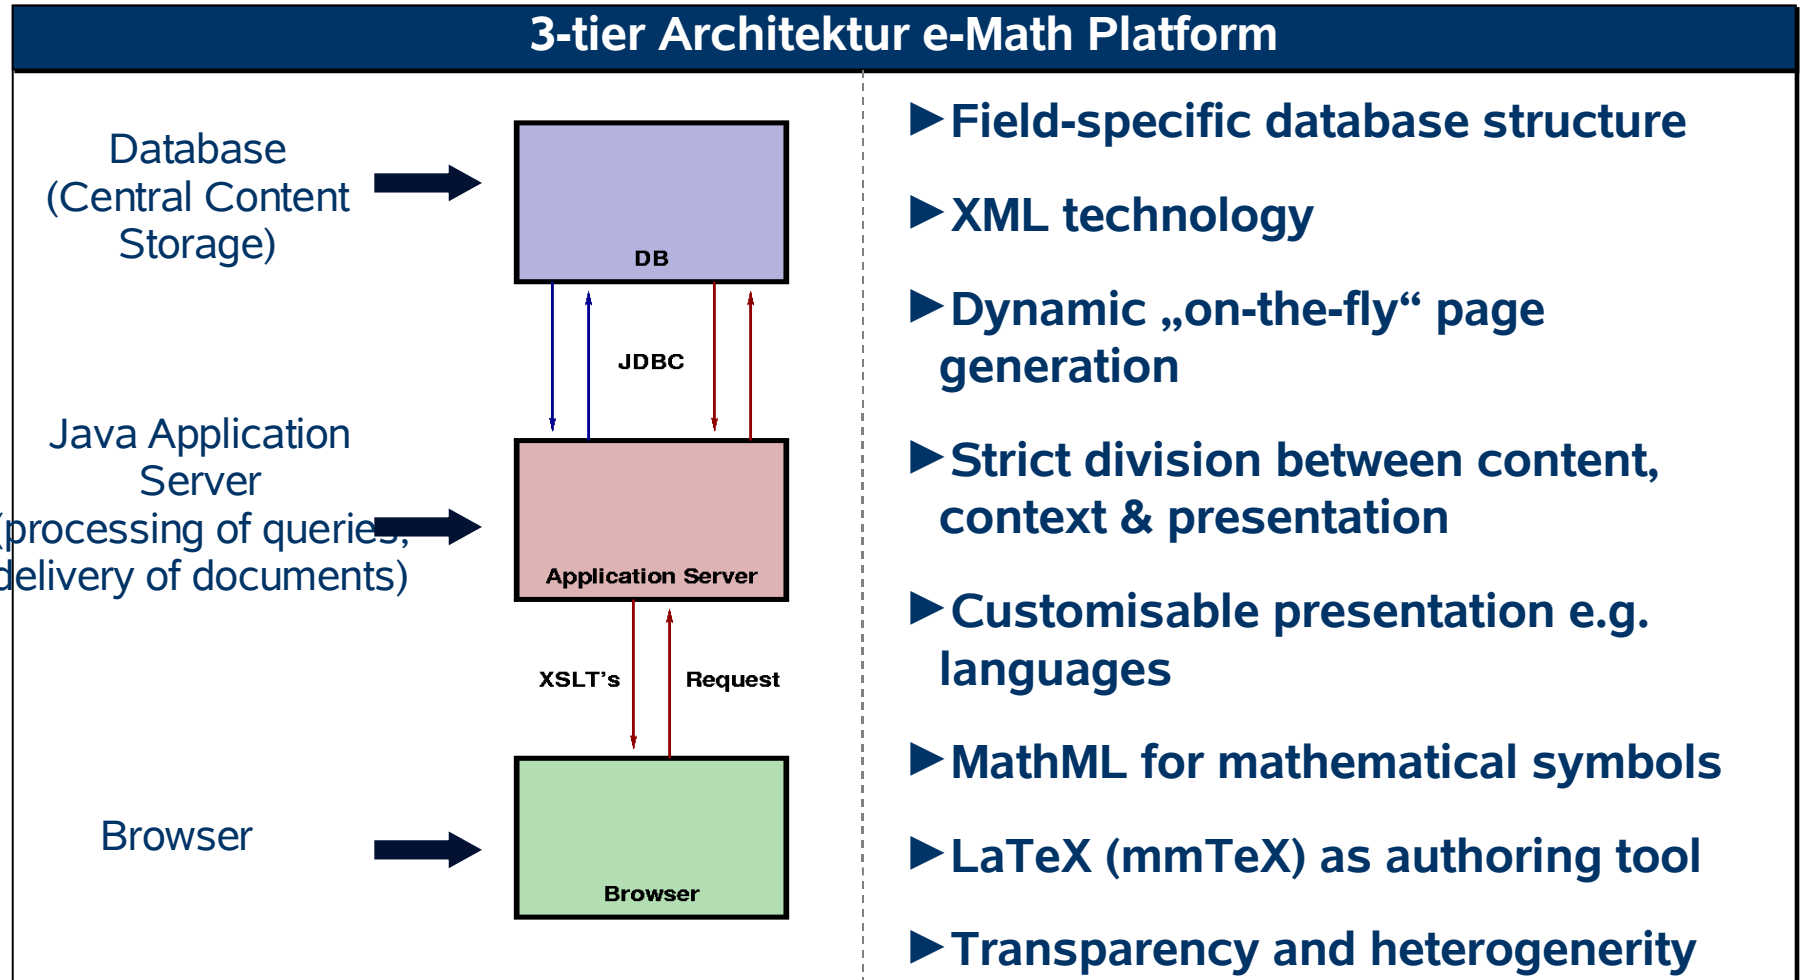 3-tier Architektur e-Math Platform
Database
(Central Content
Storage)
DB
JDBC
Java Application
Server
(processing of queries,
delivery of documents)
Application Server
XSLT's
Request
Browser
Browser
►Field-specific database structure
►XML technology
►Dynamic „on-the-fly“ page
generation
►Strict division between content,
context & presentation
►Customisable presentation e.g.
languages
►MathML for mathematical symbols
►LaTeX (mmTeX) as authoring tool
►Transparency and heterogenerity